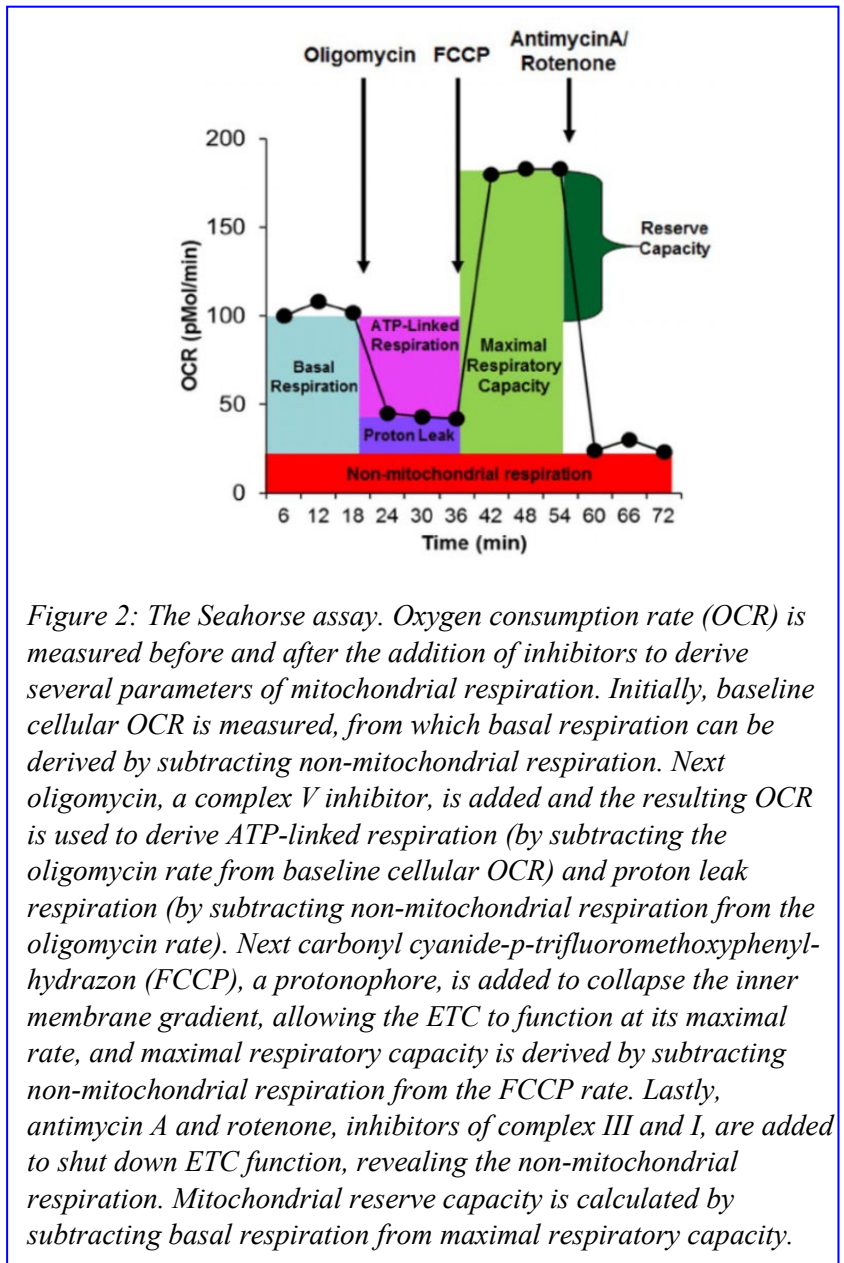 Oligomycin FCCP AntimycinA/
Rotenone
200
150
100
50
0
OCR (pMol/min)
Basal
Respiration
ATP-Linked
Respiration
Proton Leak
Maximal
Respiratory
Capacity
Reserve
Capacity
Non-mitochondrial respiration
6 12 18 24 30 36 42 48 54 60 66 72
Time (min)
Figure 2: The Seahorse assay. Oxygen consumption rate (OCR) is
measured before and after the addition of inhibitors to derive
several parameters of mitochondrial respiration. Initially, baseline
cellular OCR is measured, from which basal respiration can be
derived by subtracting non-mitochondrial respiration. Next
oligomycin, a complex V inhibitor, is added and the resulting OCR
is used to derive ATP-linked respiration (by subtracting the
oligomycin rate from baseline cellular OCR) and proton leak
respiration (by subtracting non-mitochondrial respiration from the
oligomycin rate). Next carbonyl cyanide-p-trifluoromethoxyphenyl-
hydrazon (FCCP), a protonophore, is added to collapse the inner
membrane gradient, allowing the ETC to function at its maximal
rate, and maximal respiratory capacity is derived by subtracting
non-mitochondrial respiration from the FCCP rate. Lastly,
antimycin A and rotenone, inhibitors of complex III and I, are added
to shut down ETC function, revealing the non-mitochondrial
respiration. Mitochondrial reserve capacity is calculated by
subtracting basal respiration from maximal respiratory capacity.